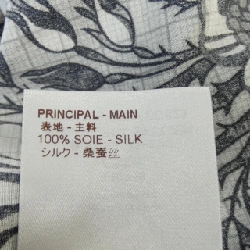 PRINCIPAL - MAIN
表地 - 主料
100% SOIE - SILK
シルク - 桑蚕丝